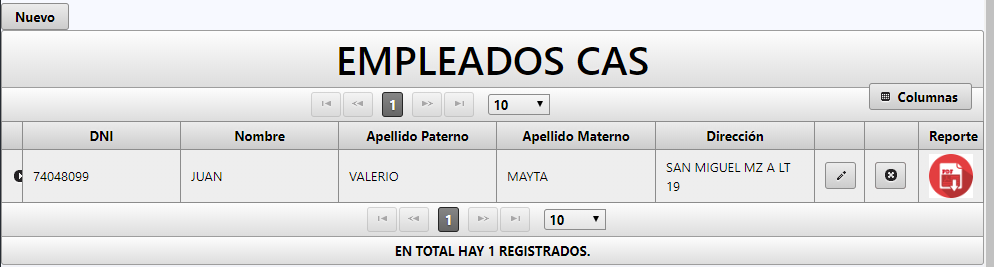 Nuevo
EMPLEADOS CAS
1 10
Columnas
DNI Nombre Apellido Paterno Apellido Materno Dirección Reporte
74048099 JUAN VALERIO MAYTA SAN MIGUEL MZ A LT
19
PDF
1 10
EN TOTAL HAY 1 REGISTRADOS.